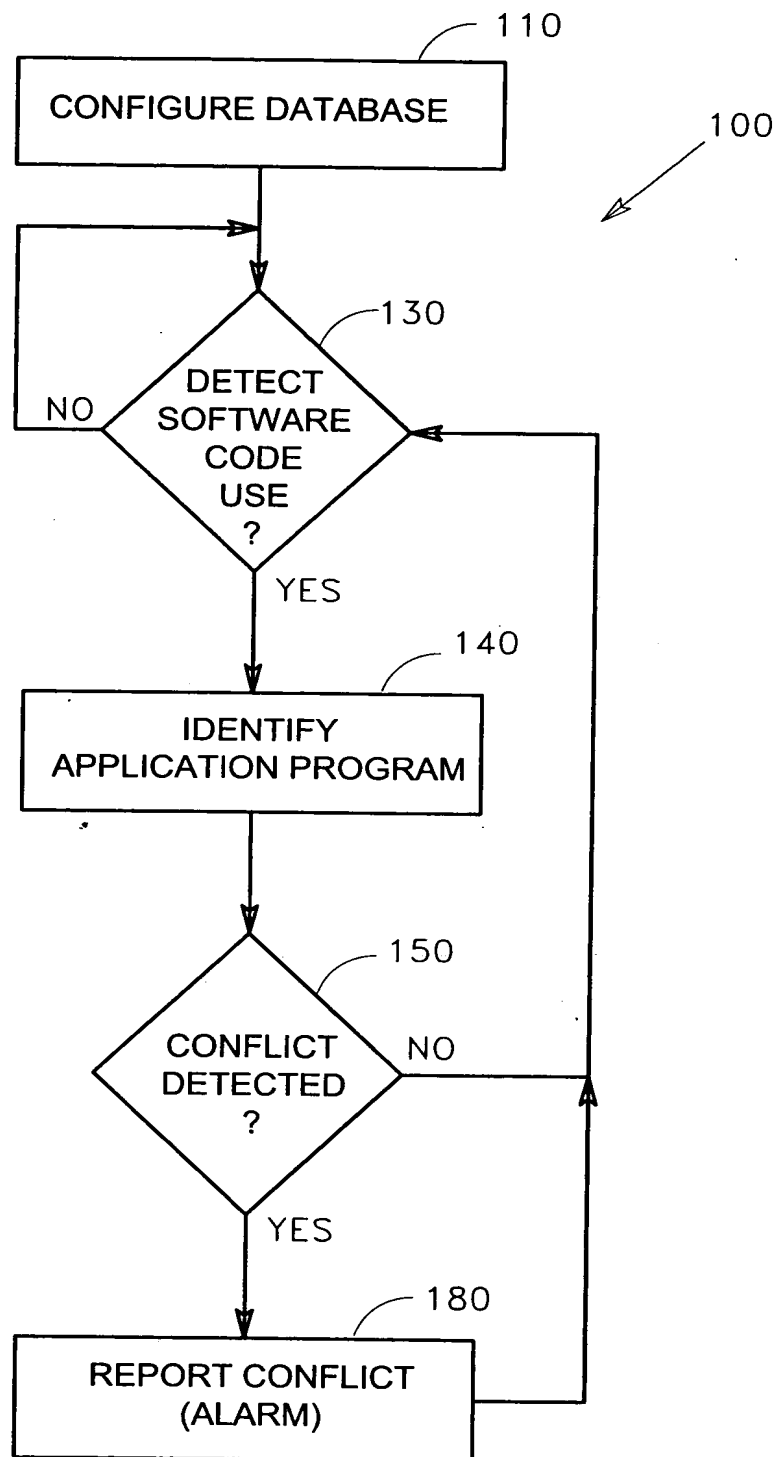 110
CONFIGURE DATABASE
100
130
DETECT
SOFTWARE
CODE
USE
?
NO
YES
140
IDENTIFY
APPLICATION PROGRAM
150
CONFLICT
DETECTED
?
NO
YES
180
REPORT CONFLICT
(ALARM)